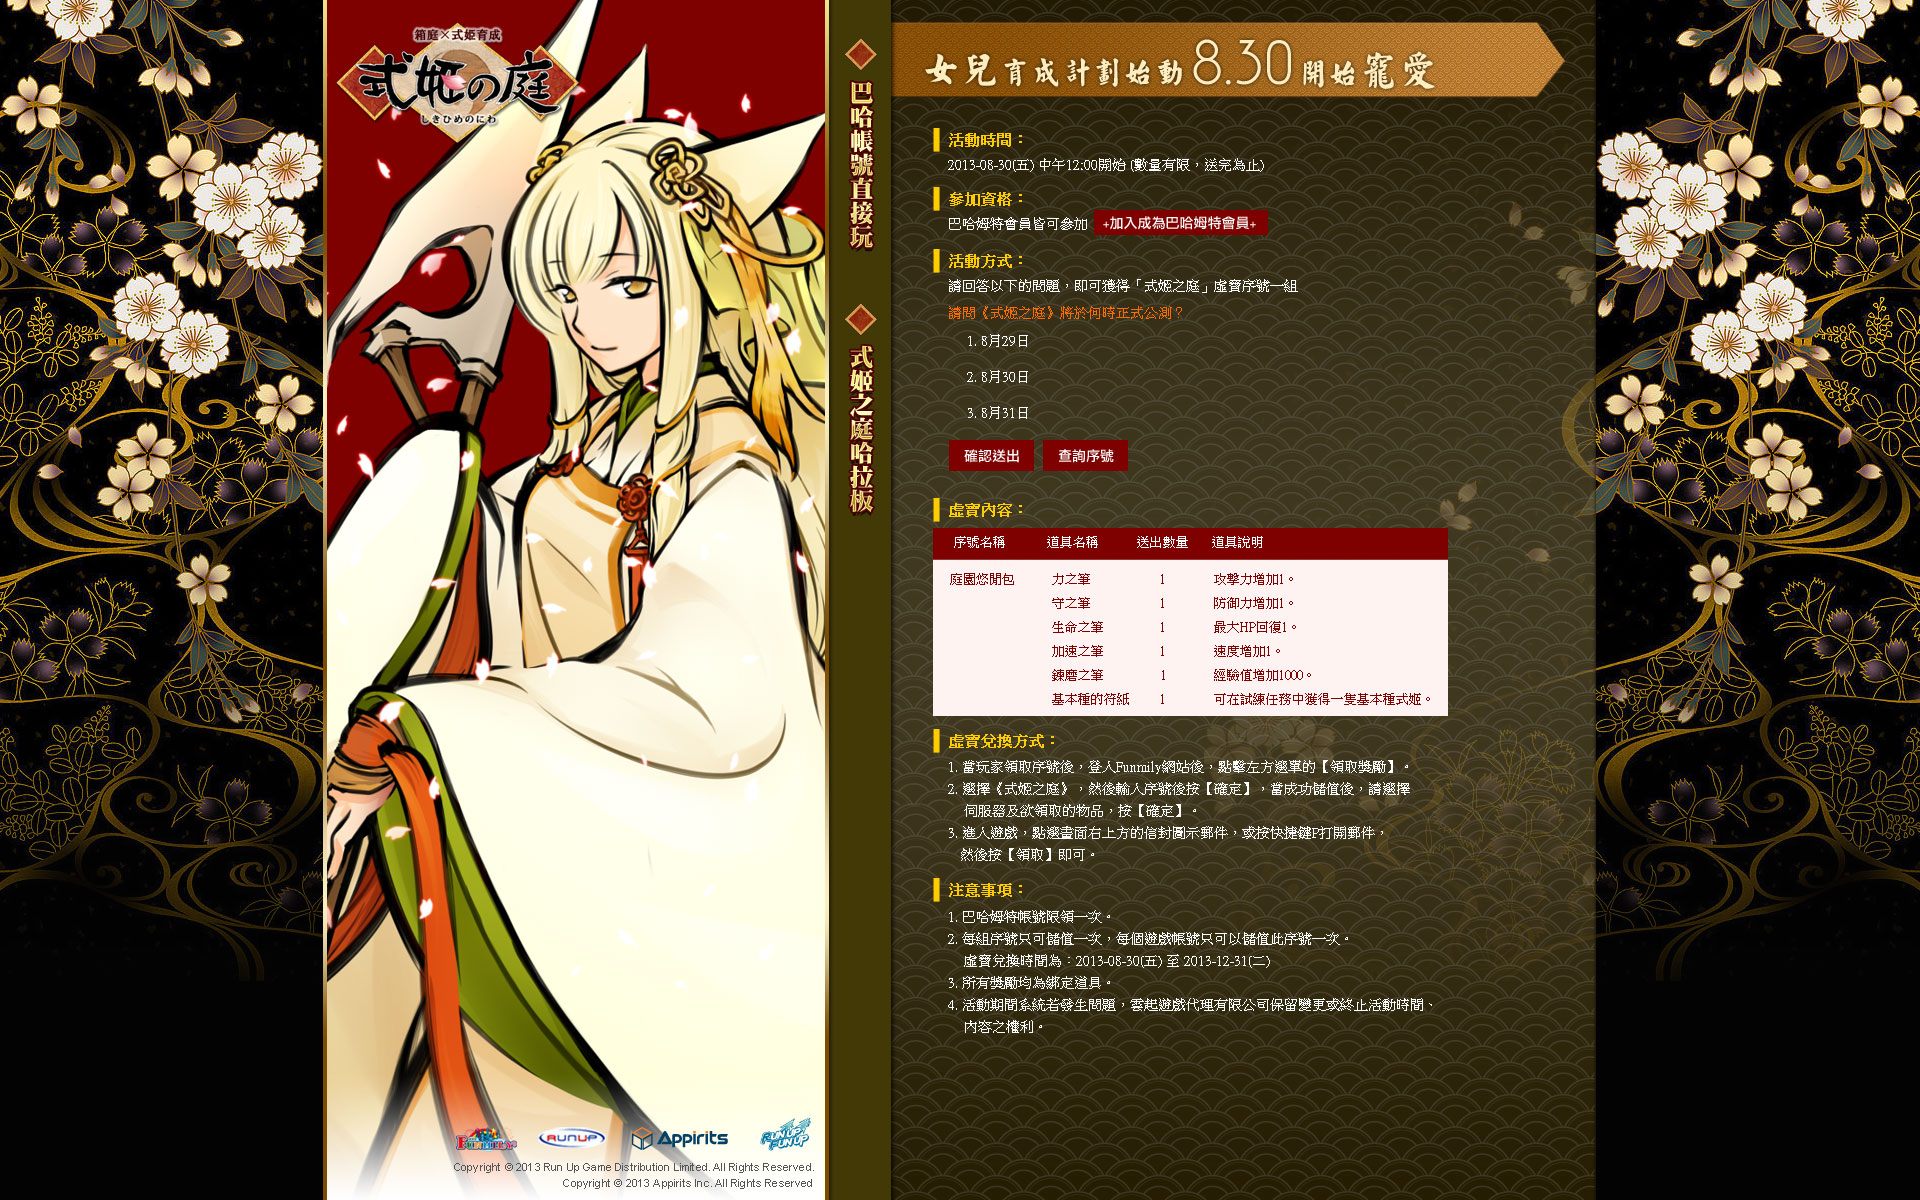 箱庭×式姬育成
式姬の庭
しきひめのにわ
巴哈帳號直接玩
式姬之庭哈拉板
女兒育成計劃始動8.30開始寵愛
活動時間：
2013-08-30(五) 中午12:00開始 (數量有限，送完為止)
參加資格：
巴哈姆特會員皆可參加 +加入成為巴哈姆特會員+
活動方式：
請回答以下的問題，即可獲得「式姬之庭」虛寶序號一組
請問《式姬之庭》將於何時正式公測？
1. 8月29日
2. 8月30日
3. 8月31日
確認送出 查詢序號
虛寶內容：
序號名稱 道具名稱 送出數量 道具說明
庭園悠閒包 力之筆 1 攻擊力增加1。
守之筆 1 防御力增加1。
生命之筆 1 最大HP回復1。
加速之筆 1 速度增加1。
鍊磨之筆 1 經驗值增加1000。
基本種的符紙 1 可在試練任務中獲得一隻基本種式姬。
虛寶兌換方式：
1. 當玩家領取序號後，登入Funmily網站後，點擊左方選單的【領取獎勵】。
2. 選擇《式姬之庭》，然後輸入序號後按【確定】，當成功儲值後，請選擇
伺服器及欲領取的物品，按【確定】。
3. 進入遊戲，點選畫面右上方的信封圖示郵件，或按快捷鍵P打開郵件，
然後按【領取】即可。
注意事項：
1. 巴哈姆特帳號限領一次。
2. 每組序號只可儲值一次，每個遊戲帳號只可以儲值此序號一次。
虛寶兌換時間為：2013-08-30(五) 至 2013-12-31(二)
3. 所有獎勵均為綁定道具。
4. 活動期間系統若發生問題，雲起遊戲代理有限公司保留變更或終止活動時間、
內容之權利。
FUNMILY RUNUP Appirits RUN UP FUN UP
Copyright © 2013 Run Up Game Distribution Limited. All Rights Reserved.
Copyright © 2013 Appirits Inc. All Rights Reserved